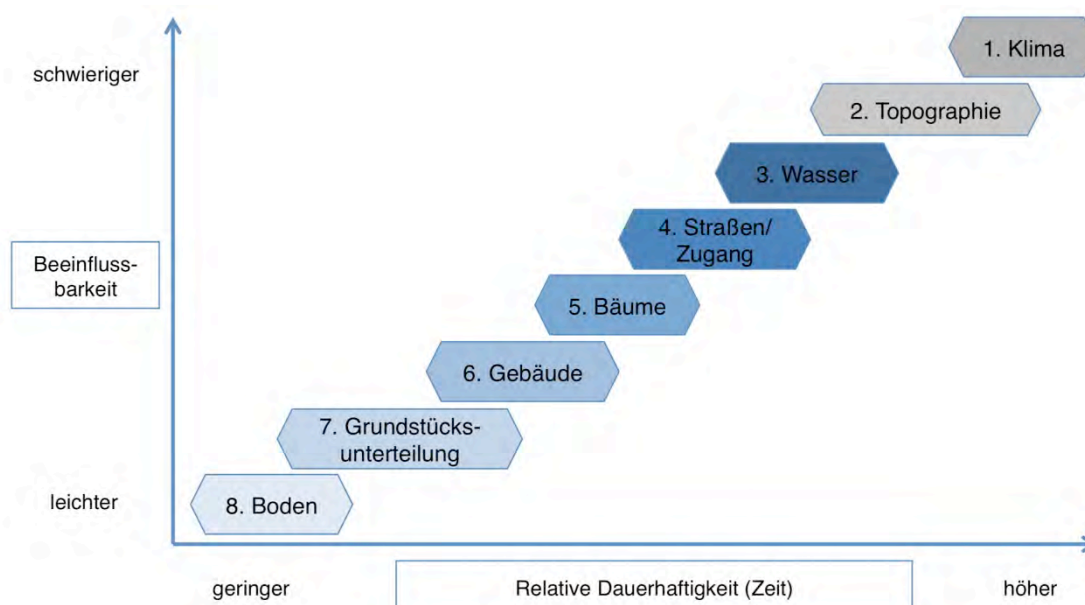 schwieriger
1. Klima
2. Topographie
3. Wasser
4. Straßen/
Zugang
Beeinfluss-
barkeit
5. Bäume
6. Gebäude
7. Grundstücks-
unterteilung
leichter
8. Boden
geringer
Relative Dauerhaftigkeit (Zeit)
höher